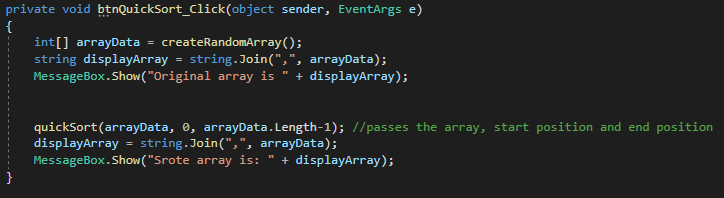 private void btnQuickSort_Click(object sender, EventArgs e)
{
int[] arrayData = createRandomArray();
string displayArray = string.Join(",", arrayData);
MessageBox.Show("Original array is " + displayArray);
quickSort(arrayData, 0, arrayData.Length-1); //passes the array, start position and end position
displayArray = string.Join(",", arrayData);
MessageBox.Show("Srote array is: " + displayArray);
}